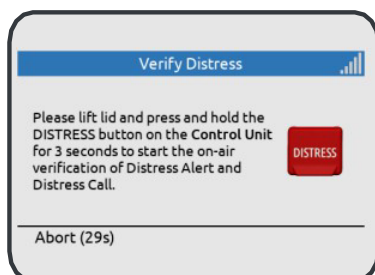 Verify Distress
Please lift lid and press and hold the
DISTRESS button on the Control Unit
for 3 seconds to start the on-air
verification of Distress Alert and
Distress Call.
DISTRESS
Abort (29s)